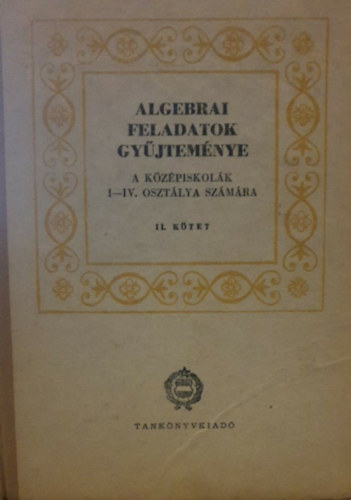 ALGEBRAI
FELADATOK
GYŰJTEMÉNYE
A KÖZÉPISKOLÁK
I—IV. OSZTÁLYA SZÁMÁRA
II. KÖTET
TANKÖNYVKIADÓ